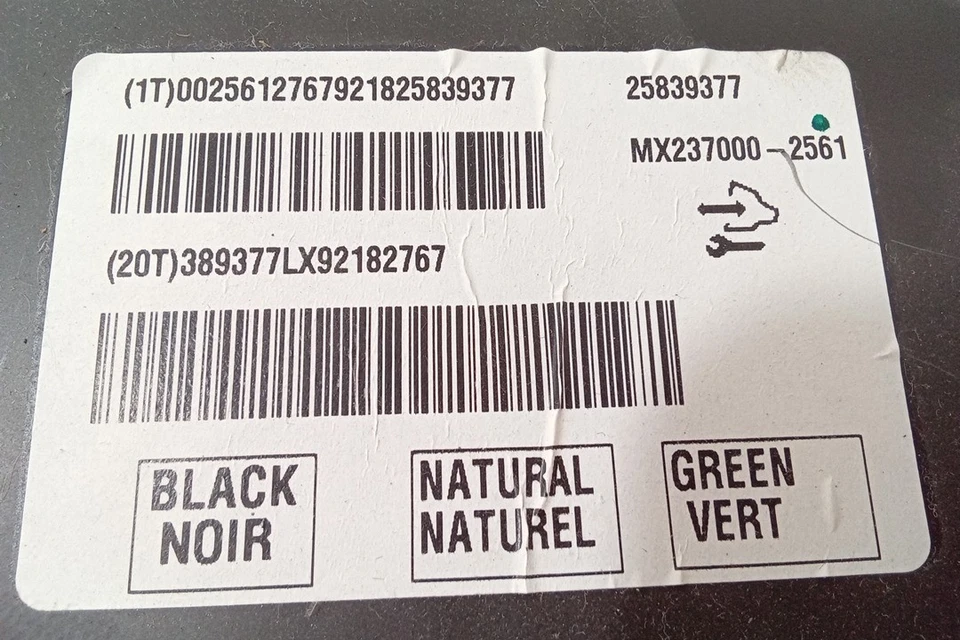 (1T)0025612767921825839377
25839377
MX237000-2561
(20T)389377LX92182767
BLACK
NOIR
NATURAL
NATUREL
GREEN
VERT